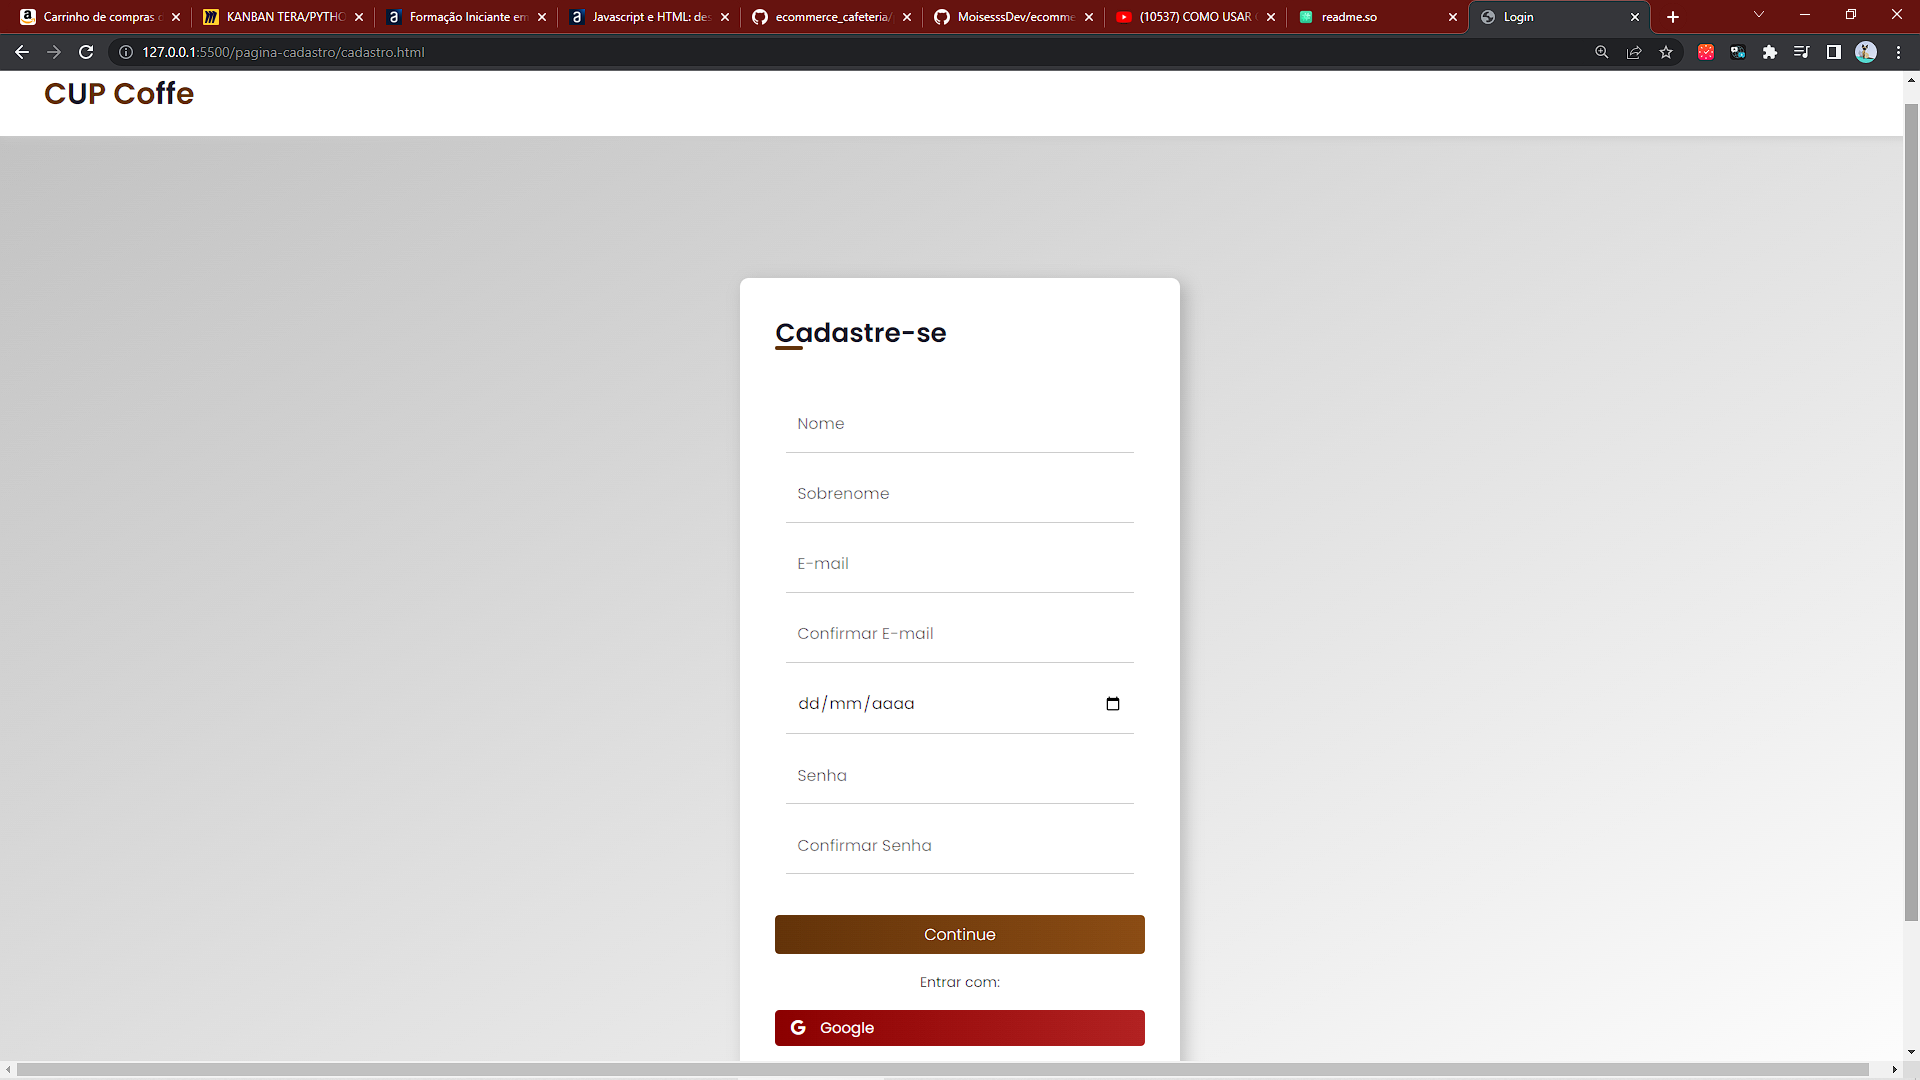 Carrinho de compras
KANBAN TERA/PYTHO
Formação Iniciante em
Javascript e HTML: des
ecommerce_cafeteria/
MoisesssDev/ecomme
(10537) COMO USAR
readme.so
Login
127.0.0.1:5500/pagina-cadastro/cadastro.html
CUP Coffe
Cadastre-se
Nome
Sobrenome
E-mail
Confirmar E-mail
dd/mm/aaaa
Senha
Confirmar Senha
Continue
Entrar com:
Google